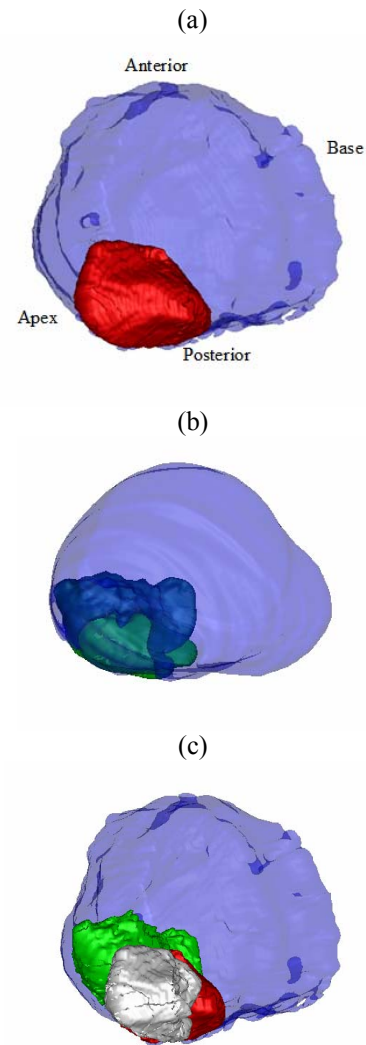 (a)
Anterior
Base
Apex
Posterior
(b)
(c)